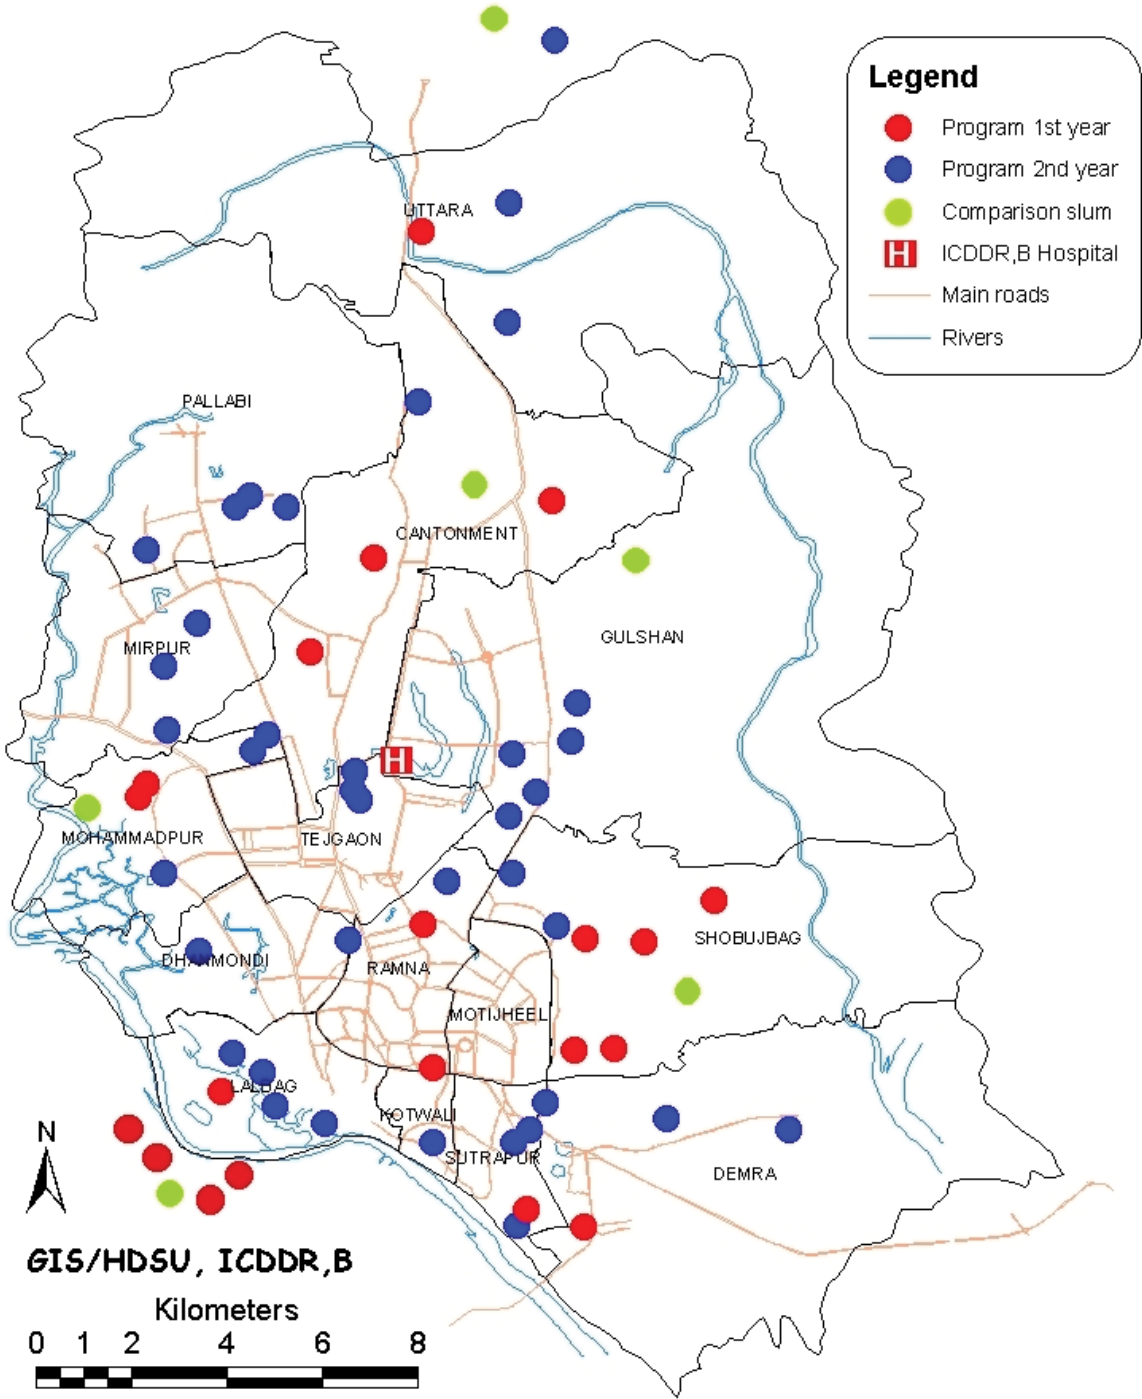 Legend
Program 1st year
Program 2nd year
Comparison slum
H ICDDR,B Hospital
Main roads
Rivers
UTTARA
PALLABI
CANTONMENT
GULSHAN
MIRPUR
H
MOHAMMADPUR
TEJGAON
SHOBUJBAG
DHANMONDI
RAMNA
MOTIJHEEL
LALBAG
KOTWALI
SUTRAPUR
DEMRA
N
GIS/HDSU, ICDDR,B
Kilometers
0 1 2 4 6 8